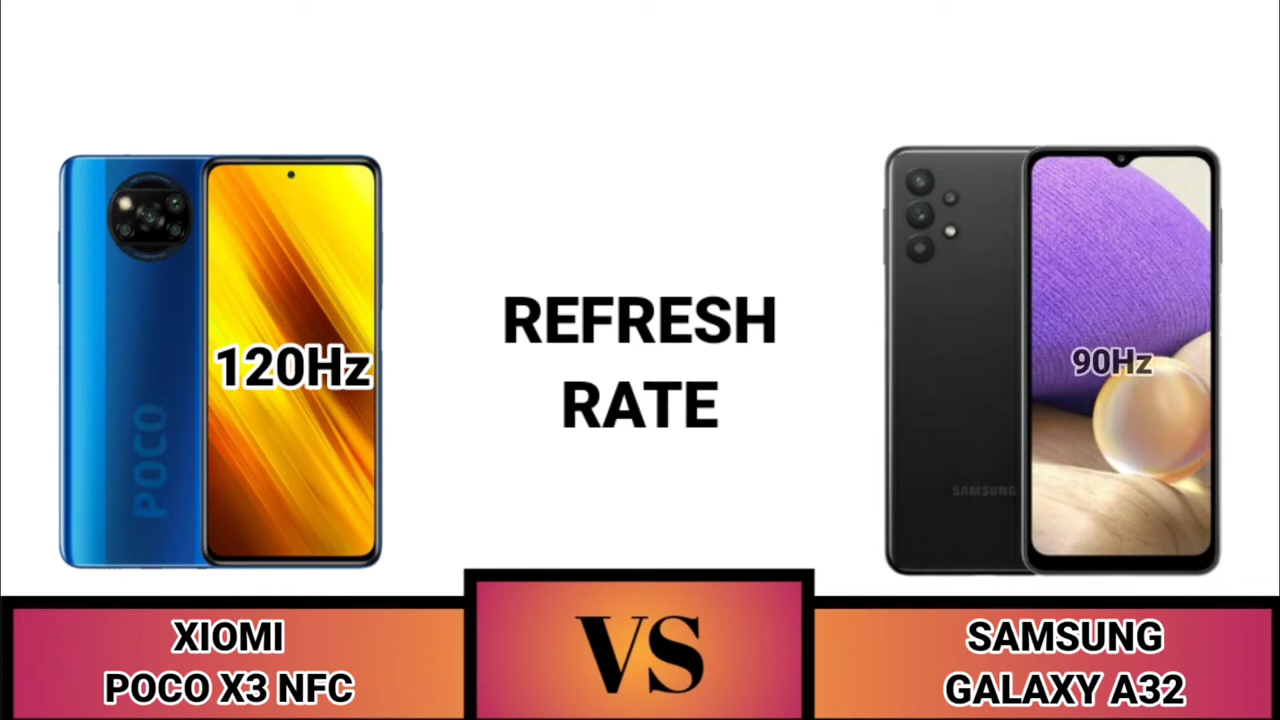 120Hz
POCO
REFRESH
RATE
90Hz
SAMSUNG
XIOMI
POCO X3 NFC
VS
SAMSUNG
GALAXY A32